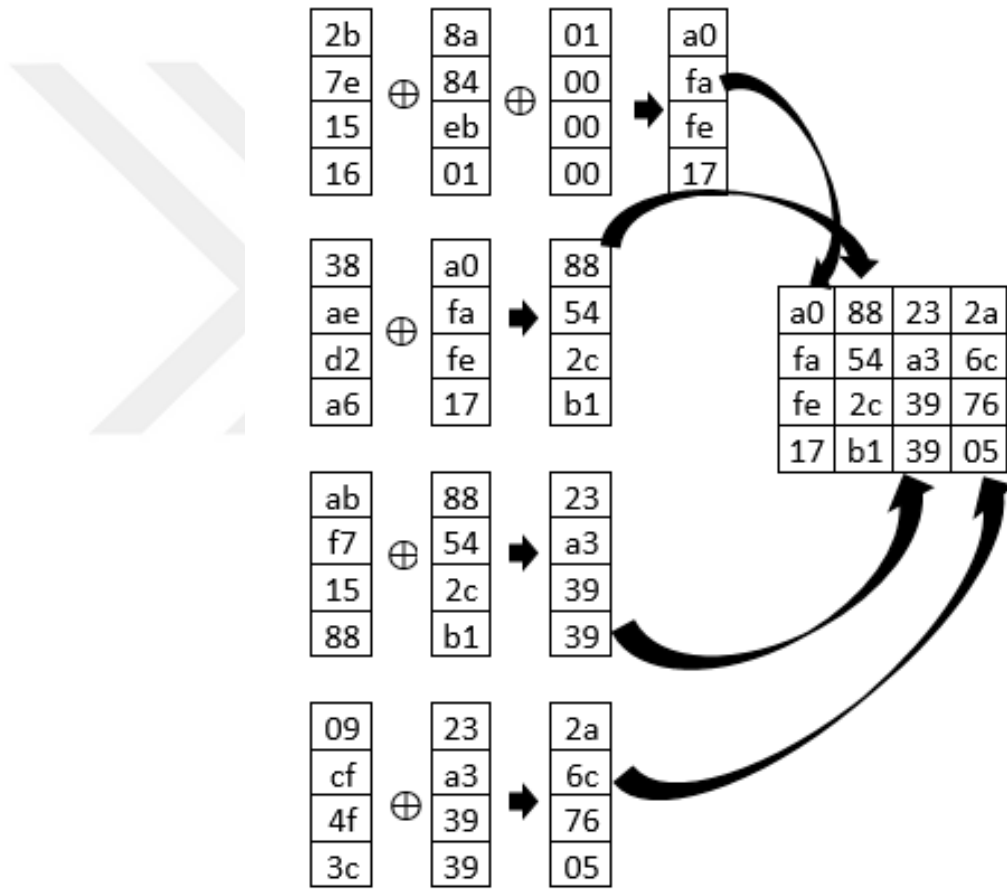 2b 8a 01 a0
7e ⊕ 84 ⊕ 00 fa
15 eb 00 fe
16 01 00 17
38 a0 88
ae ⊕ fa 54
d2 fe 2c
a6 17 b1
a0 88 23 2a
fa 54 a3 6c
fe 2c 39 76
17 b1 39 05
ab 88 23
f7 ⊕ 54 a3
15 2c 39
88 b1 39
09 23 2a
cf a3 6c
4f ⊕ 39 76
3c 39 05